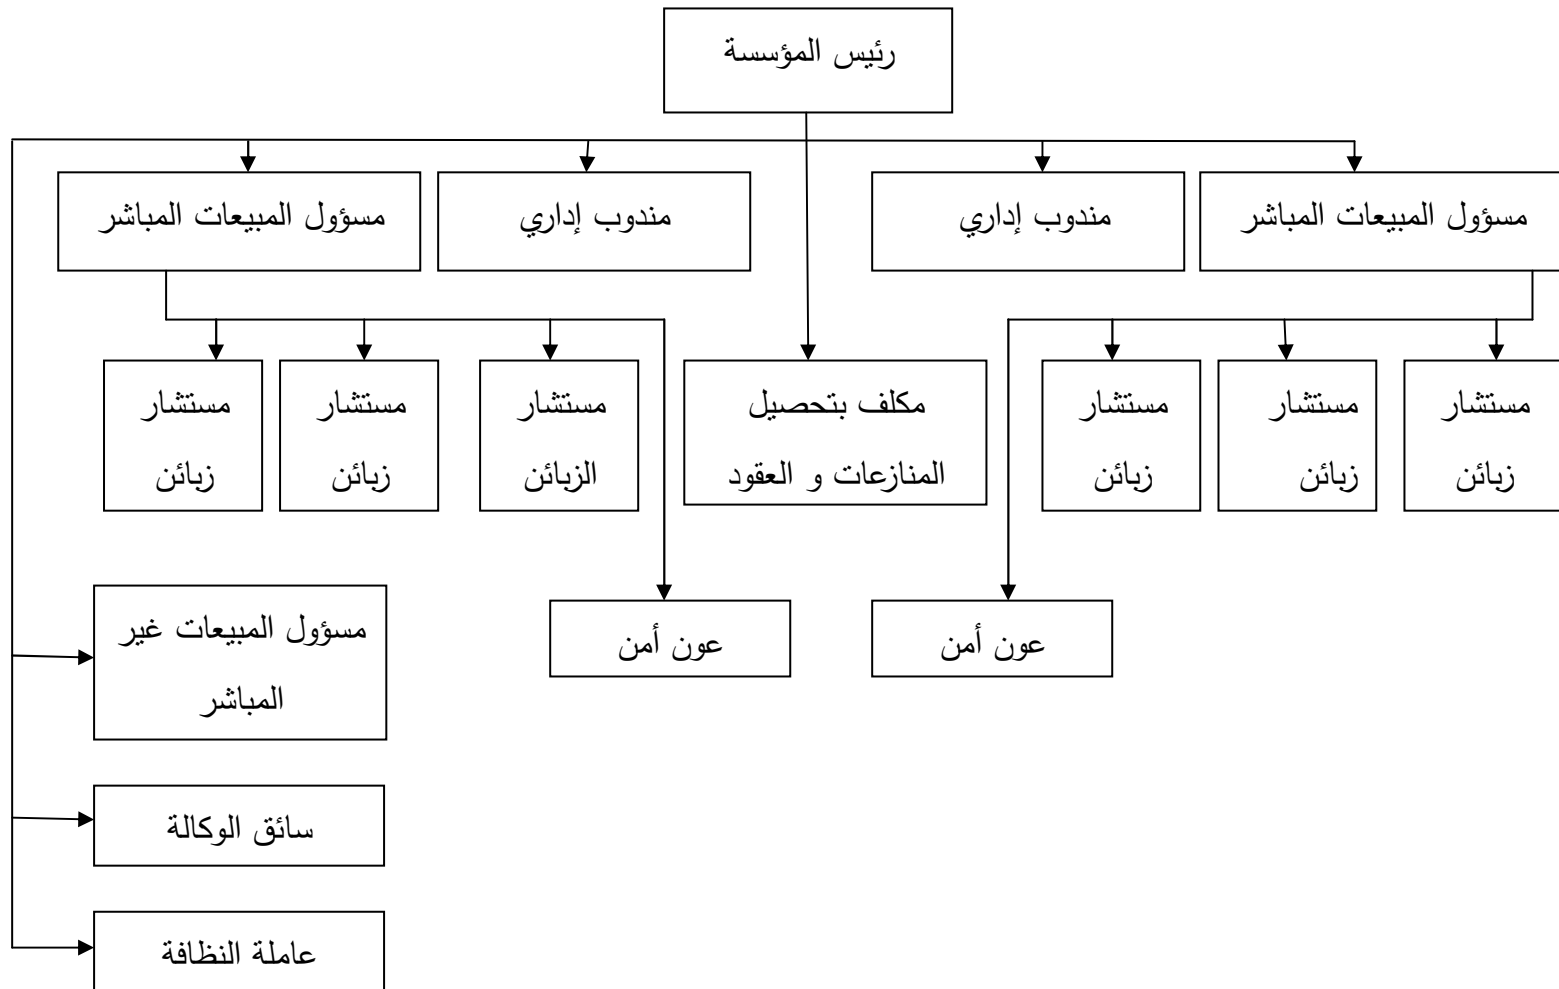 رئيس المؤسسة
مسؤول المبيعات المباشر
مندوب إداري
مندوب إداري
مسؤول المبيعات المباشر
مستشار
زبائن
مستشار
زبائن
مستشار
زبائن
مكلف بتحصيل
المنازعات و العقود
مستشار
الزبائن
مستشار
زبائن
مستشار
زبائن
عون أمن
عون أمن
مسؤول المبيعات غير
المباشر
سائق الوكالة
عاملة النظافة